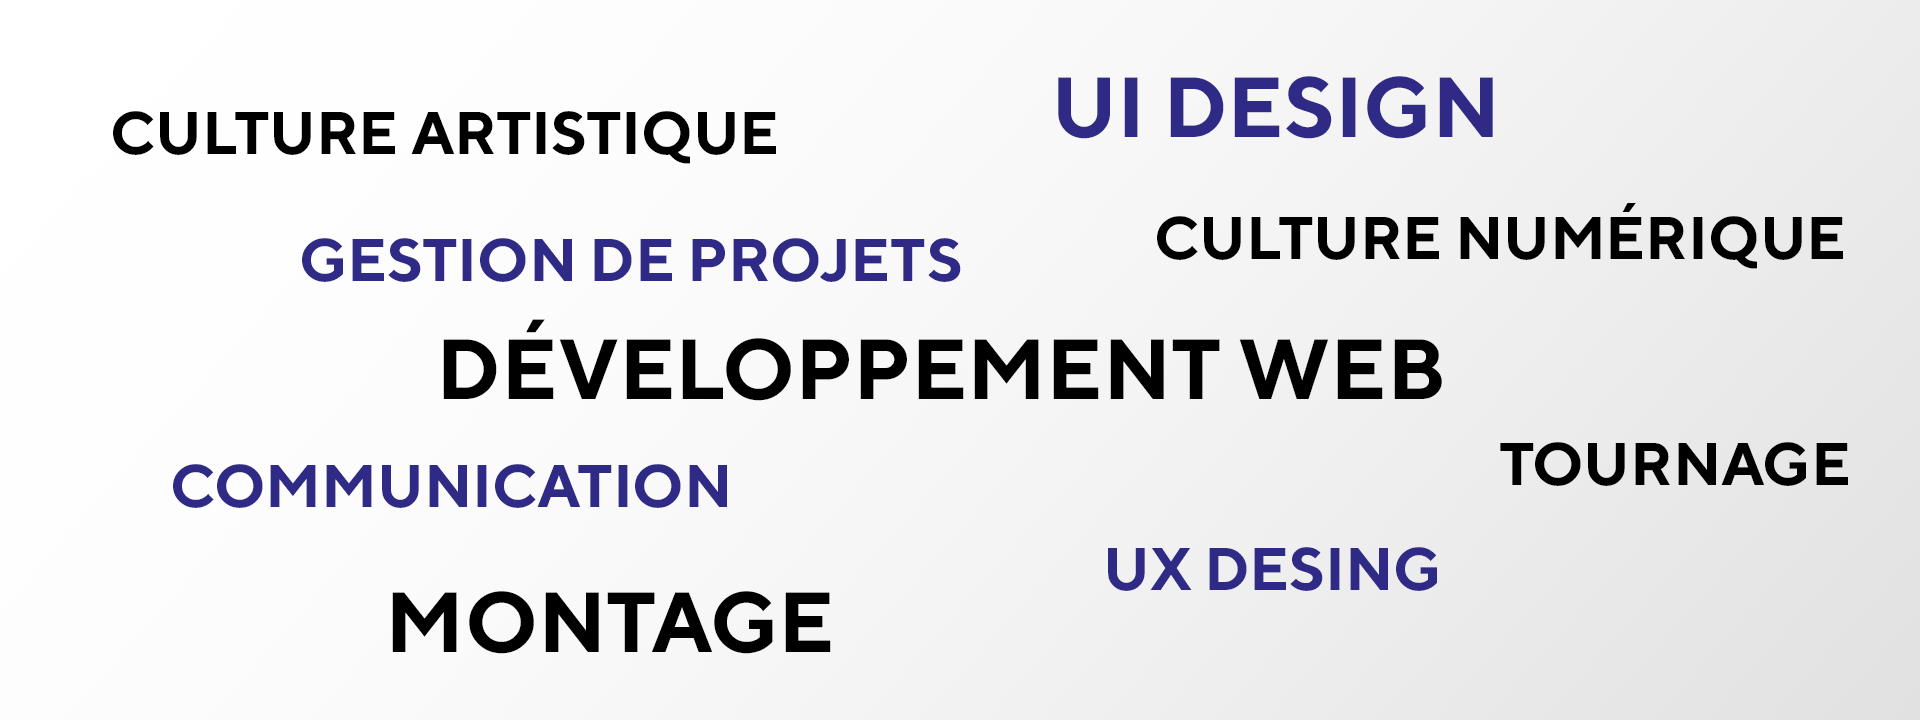 UI DESIGN
CULTURE ARTISTIQUE
CULTURE NUMÉRIQUE
GESTION DE PROJETS
DÉVELOPPEMENT WEB
TOURNAGE
COMMUNICATION
UX DESING
MONTAGE